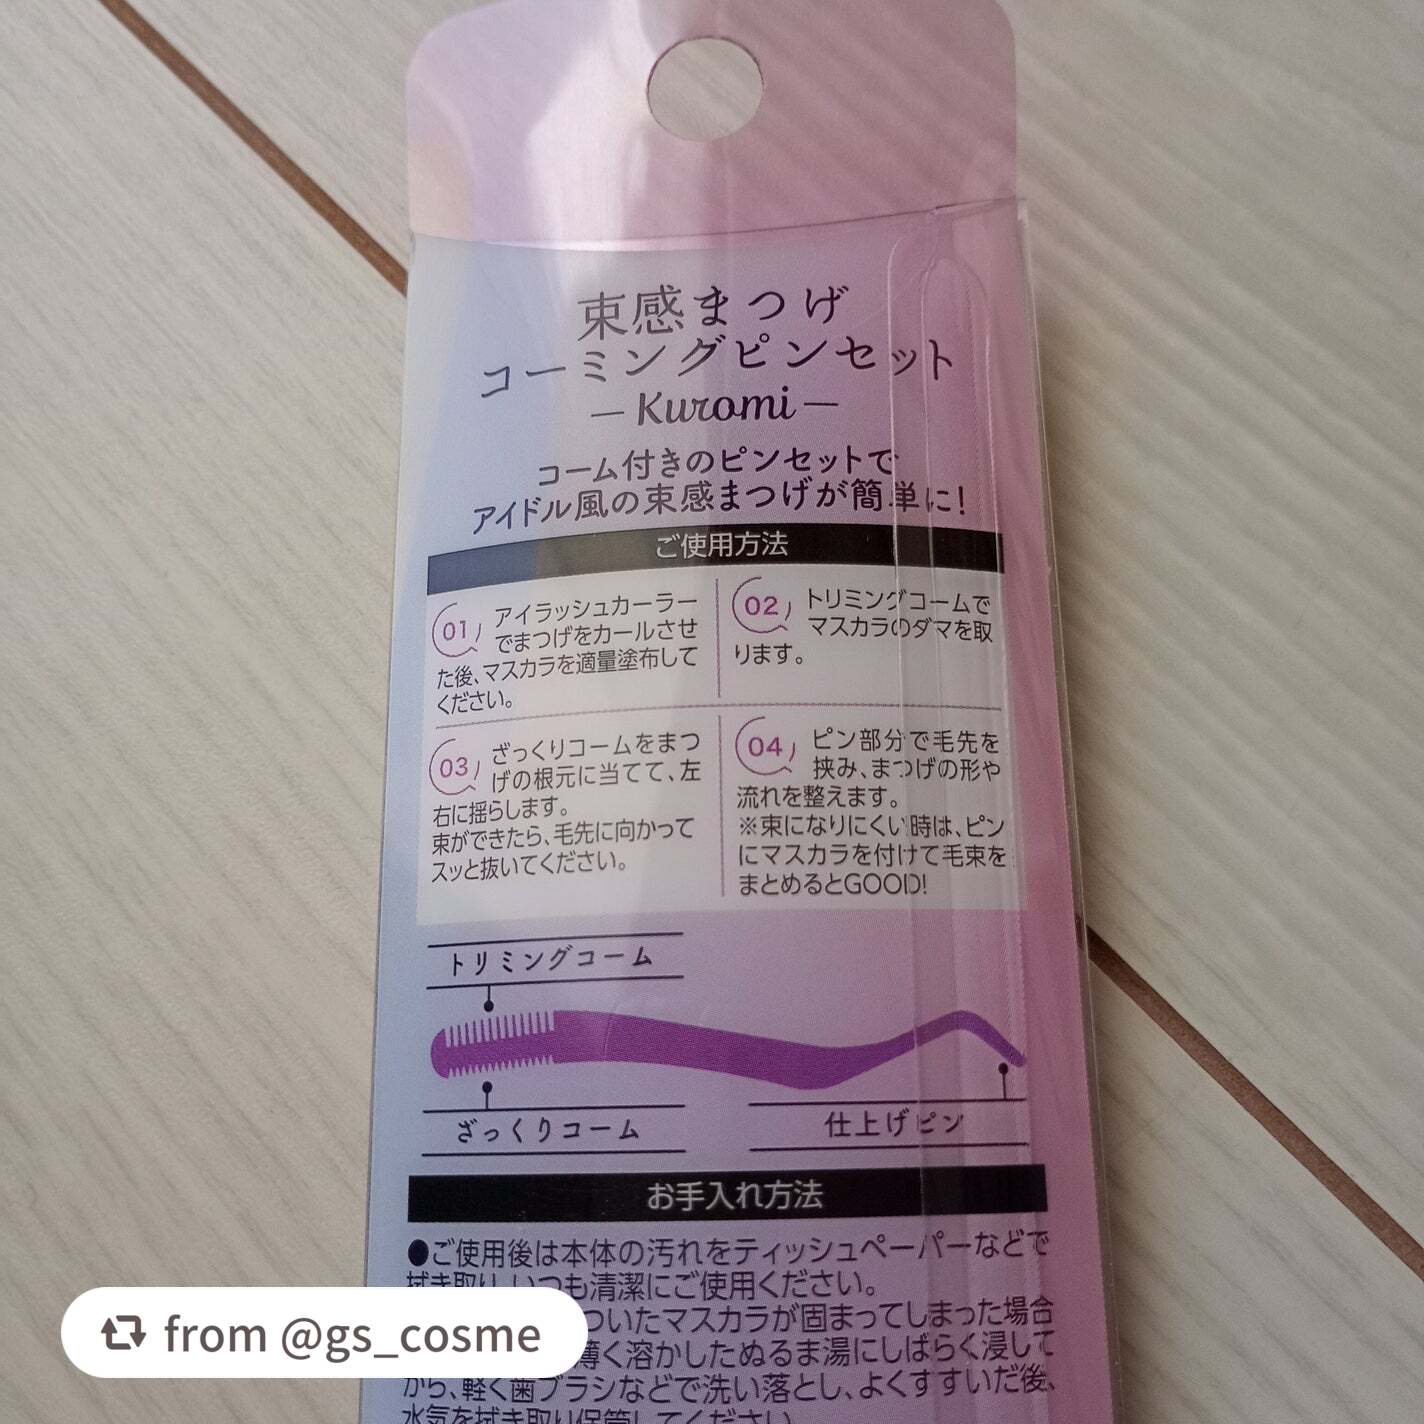 束感まつげ
コーミングピンセット
— Kuromi —
コーム付きのピンセットで
アイドル風の束感まつげが簡単に!
ご使用方法
01 アイラッシュカーラー
でまつげをカールさせ
た後、マスカラを適量塗布して
ください。
02 トリミングコームで
マスカラのダマを取
ります。
03 ざっくりコームをまつ
げの根元に当てて、左
右に揺らします。
束ができたら、毛先に向かって
スッと抜いてください。
04 ピン部分で毛先を
挟み、まつげの形や
流れを整えます。
※束になりにくい時は、ピン
にマスカラを付けて毛束を
まとめるとGOOD!
トリミングコーム
ざっくりコーム
仕上げピン
お手入れ方法
●ご使用後は本体の汚れをティッシュペーパーなどで
拭き取り、いつも清潔にご使用ください。
ついたマスカラが固まってしまった場合
薄く溶かしたぬるま湯にしばらく浸して
から、軽く歯ブラシなどで洗い落とし、よくすすいだ後、
水気を拭き取り保管してください。
from @gs_cosme